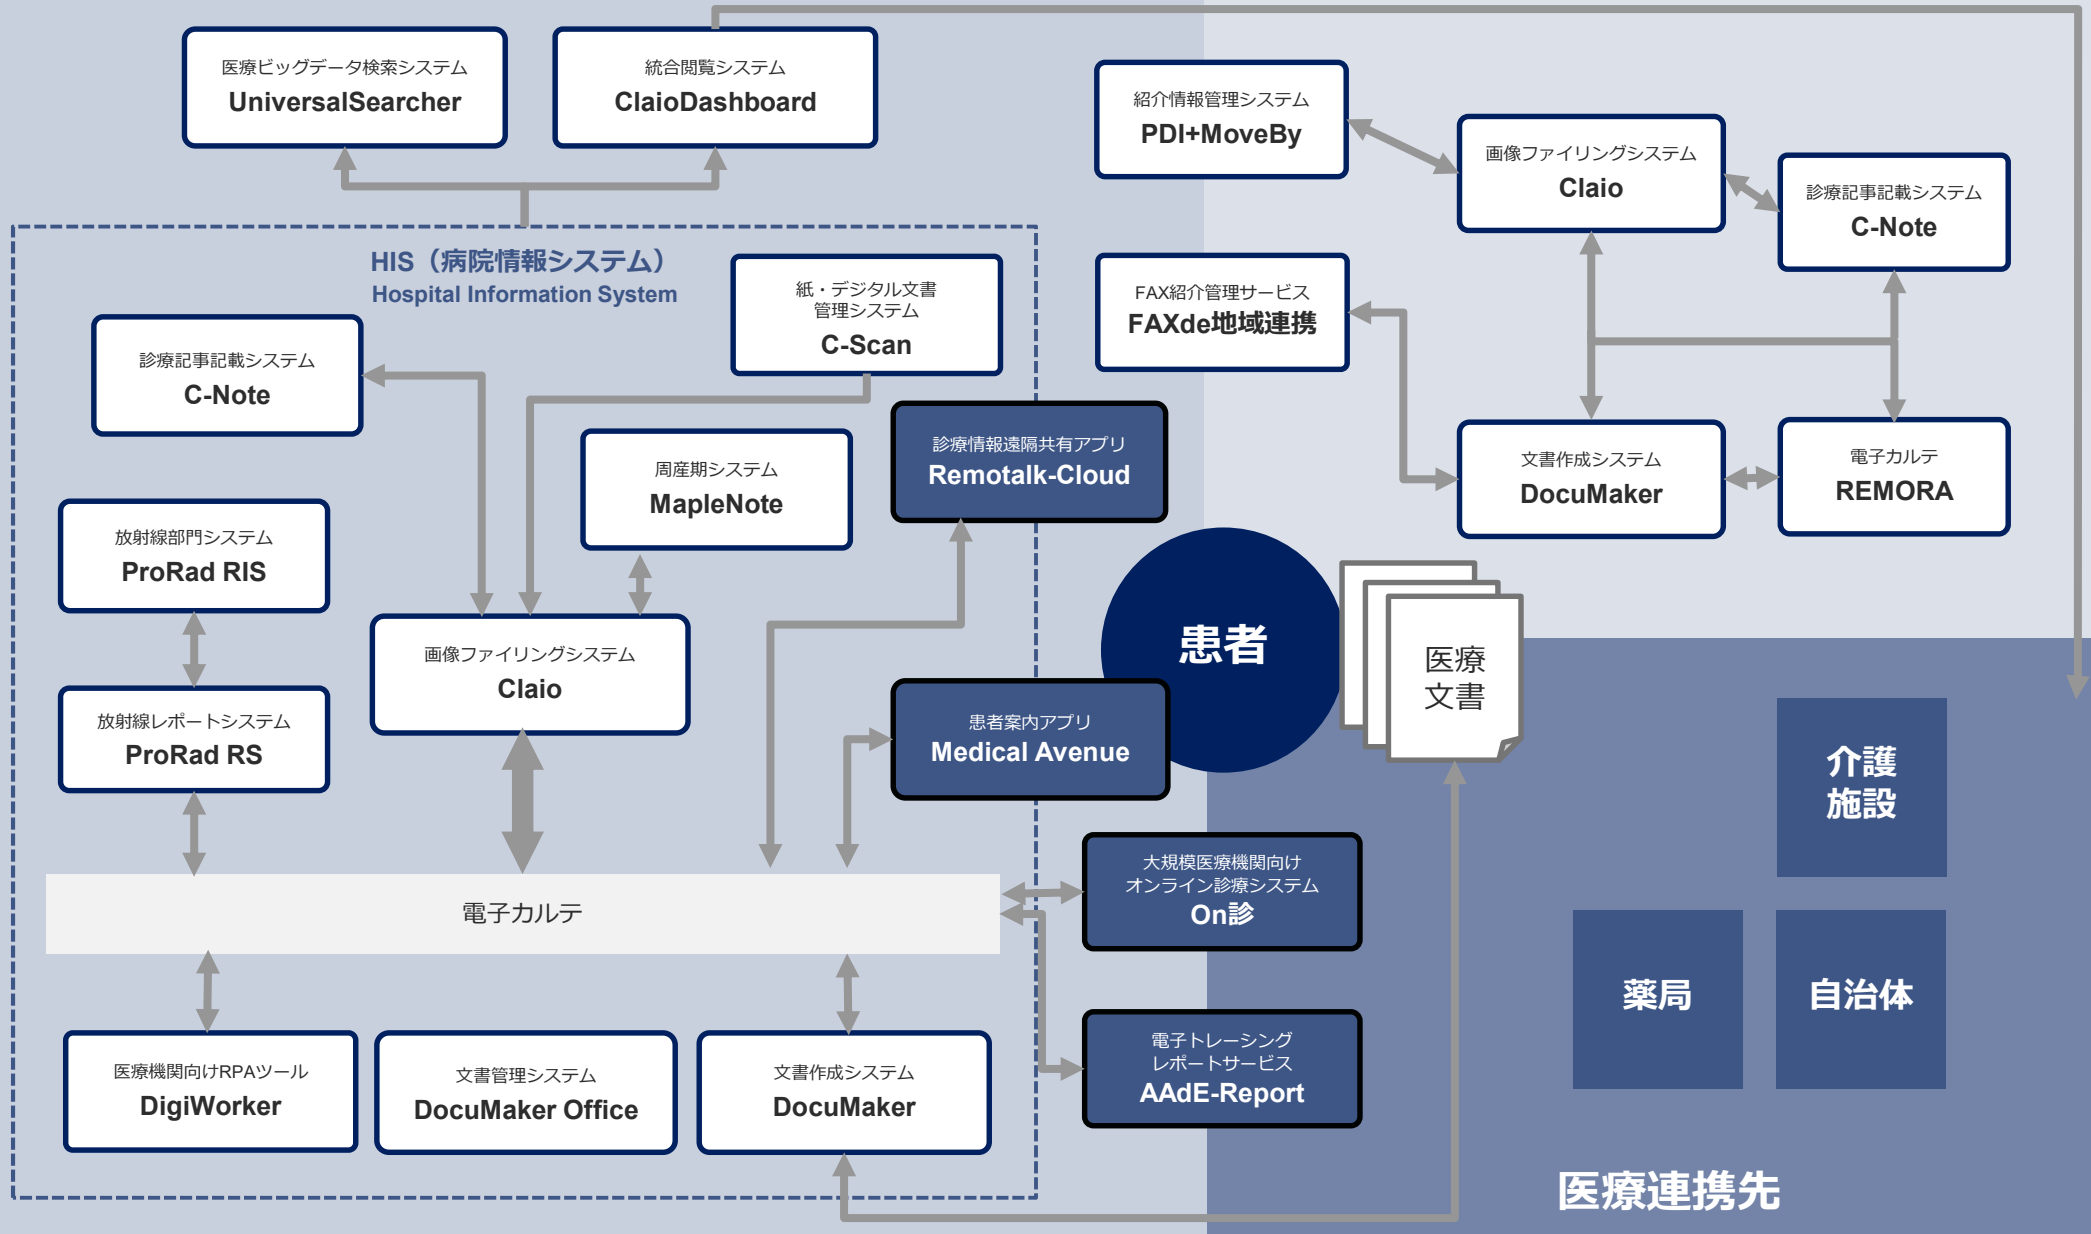 医療ビッグデータ検索システム
UniversalSearcher
統合閲覧システム
ClaioDashboard
紹介情報管理システム
PDI+MoveBy
画像ファイリングシステム
Claio
診療記事記載システム
C-Note
FAX紹介管理サービス
FAXde地域連携
文書作成システム
DocuMaker
電子カルテ
REMORA
HIS（病院情報システム）
Hospital Information System
紙・デジタル文書
管理システム
C-Scan
診療記事記載システム
C-Note
周産期システム
MapleNote
診療情報遠隔共有アプリ
Remotalk-Cloud
放射線部門システム
ProRad RIS
画像ファイリングシステム
Claio
放射線レポートシステム
ProRad RS
患者
医療
文書
患者案内アプリ
Medical Avenue
介護
施設
大規模医療機関向け
オンライン診療システム
On診
電子カルテ
薬局
自治体
電子トレーシング
レポートサービス
AAdE-Report
医療機関向けRPAツール
DigiWorker
文書管理システム
DocuMaker Office
文書作成システム
DocuMaker
医療連携先